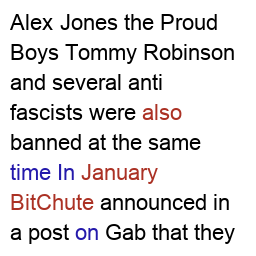 Alex Jones the Proud
Boys Tommy Robinson
and several anti
fascists were also
banned at the same
time In January
BitChute announced in
a post on Gab that they